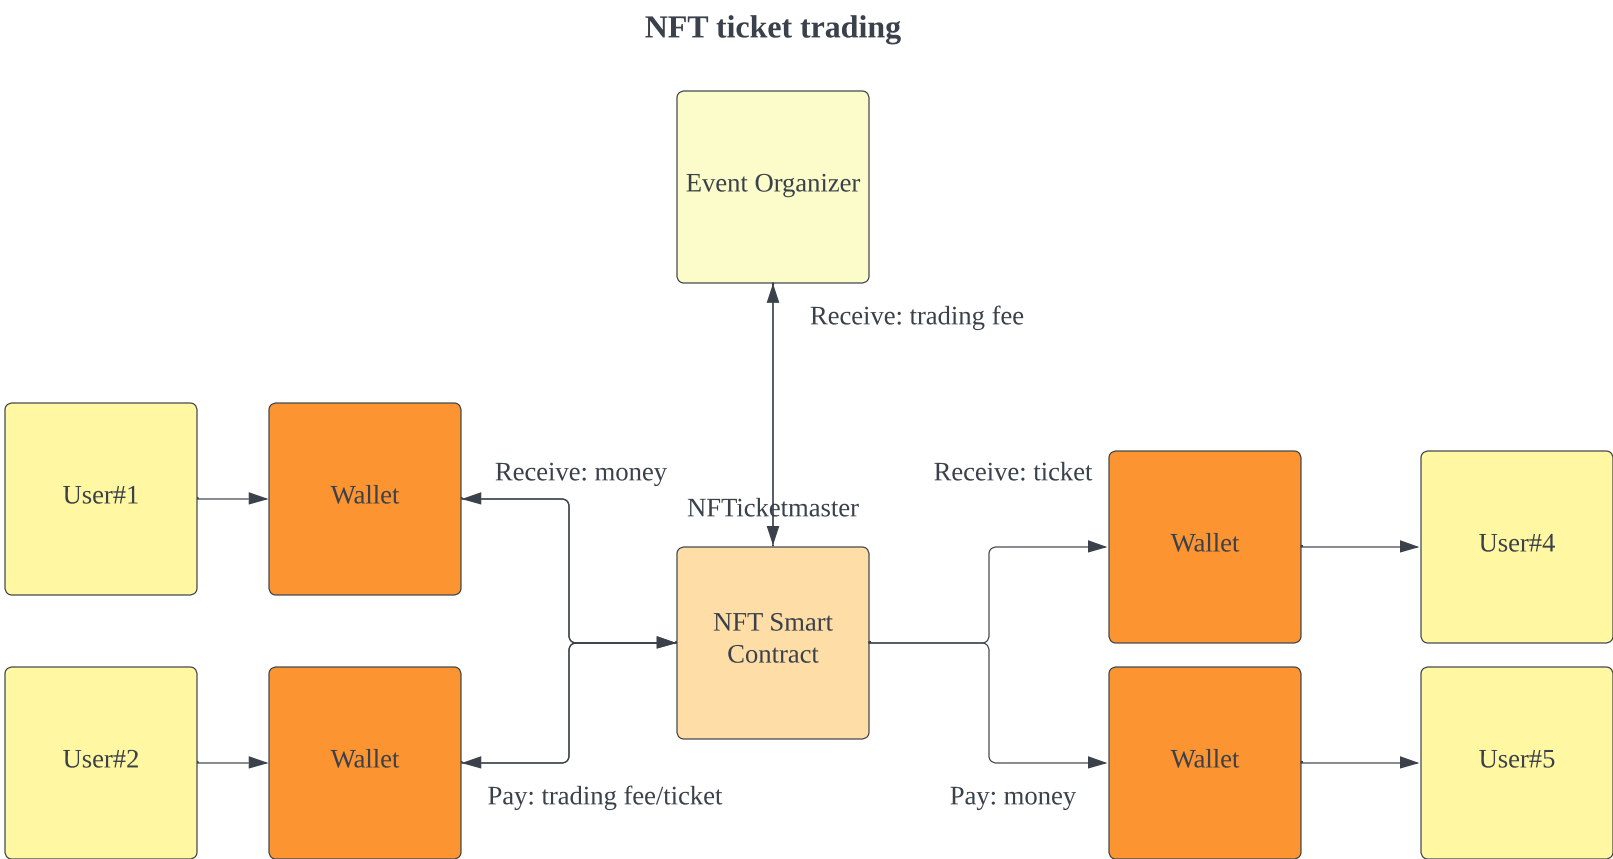 NFT ticket trading
Event Organizer
Receive: trading fee
Receive: money
Receive: ticket
NFTicketmaster
User#1
Wallet
Wallet
User#4
NFT Smart
Contract
User#2
Wallet
Wallet
User#5
Pay: trading fee/ticket
Pay: money